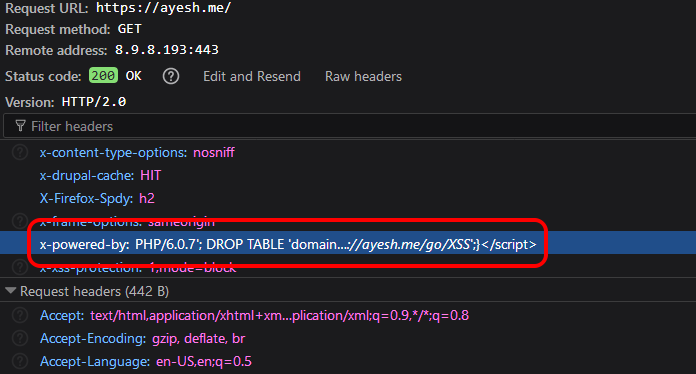 Request URL: https://ayesh.me/
Request method: GET
Remote address: 8.9.8.193:443
Status code: 200 OK ? Edit and Resend Raw headers
Version: HTTP/2.0
Filter headers
? x-content-type-options: nosniff
x-drupal-cache: HIT
X-Firefox-Spdy: h2
? x-frame-options: sameorigin
x-powered-by: PHP/6.0.7'; DROP TABLE 'domain...://ayesh.me/go/XSS';}</script>
? x-xss-protection: 1;mode=block
Request headers (442 B)
? Accept: text/html,application/xhtml+xm...plication/xml;q=0.9,*/*;q=0.8
? Accept-Encoding: gzip, deflate, br
? Accept-Language: en-US,en;q=0.5